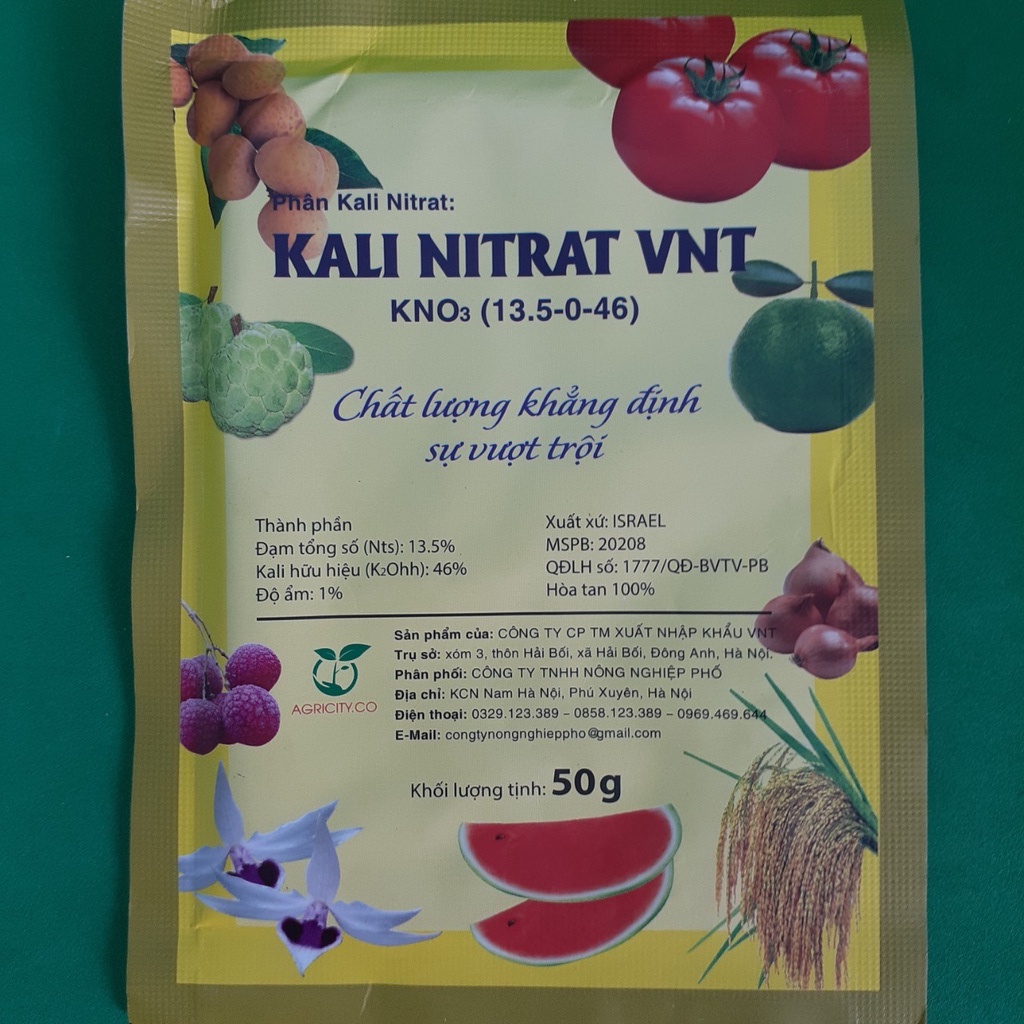 Phân Kali Nitrat:
KALI NITRAT VNT
KNO₃ (13.5-0-46)
Chất lượng khẳng định
sự vượt trội
Thành phần
Đạm tổng số (Nts): 13.5%
Kali hữu hiệu (K₂Ohh): 46%
Độ ẩm: 1%
Xuất xứ: ISRAEL
MSPB: 20208
QĐLH số: 1777/QĐ-BVTV-PB
Hòa tan 100%
AGRICITY.CO
Sản phẩm của: CÔNG TY CP TM XUẤT NHẬP KHẨU VNT
Trụ sở: xóm 3, thôn Hải Bối, xã Hải Bối, Đông Anh, Hà Nội.
Phân phối: CÔNG TY TNHH NÔNG NGHIỆP PHỐ
Địa chỉ: KCN Nam Hà Nội, Phú Xuyên, Hà Nội
Điện thoại: 0329.123.389 – 0858.123.389 – 0969.469.644
E-Mail: congtynongnghieppho@gmail.com
Khối lượng tịnh: 50g